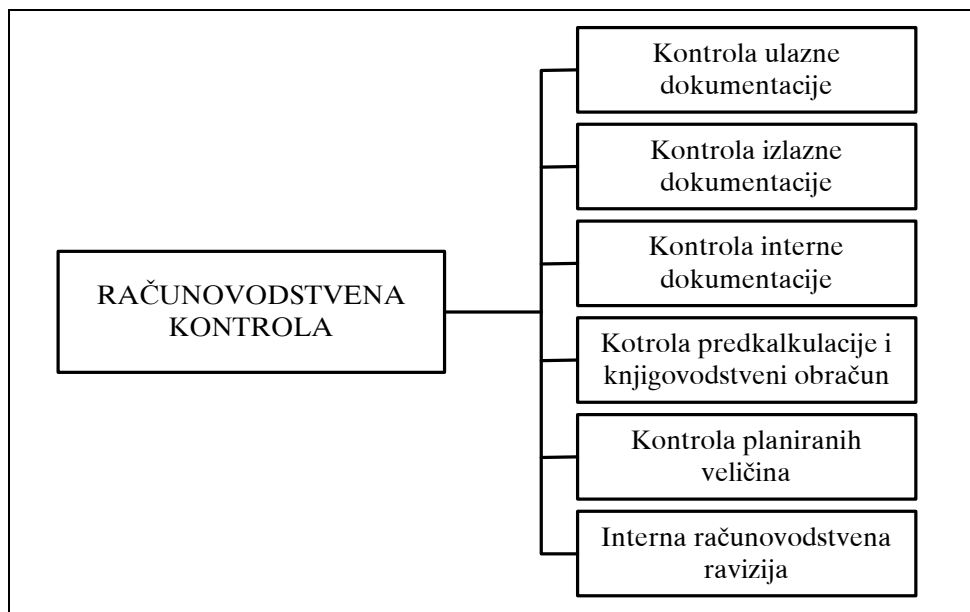 Kontrola ulazne
dokumentacije
Kontrola izlazne
dokumentacije
Kontrola interne
dokumentacije
RAČUNOVODSTVENA
KONTROLA
Kotrola predkalkulacije i
knjigovodstveni obračun
Kontrola planiranih
veličina
Interna računovodstvena
ravizija